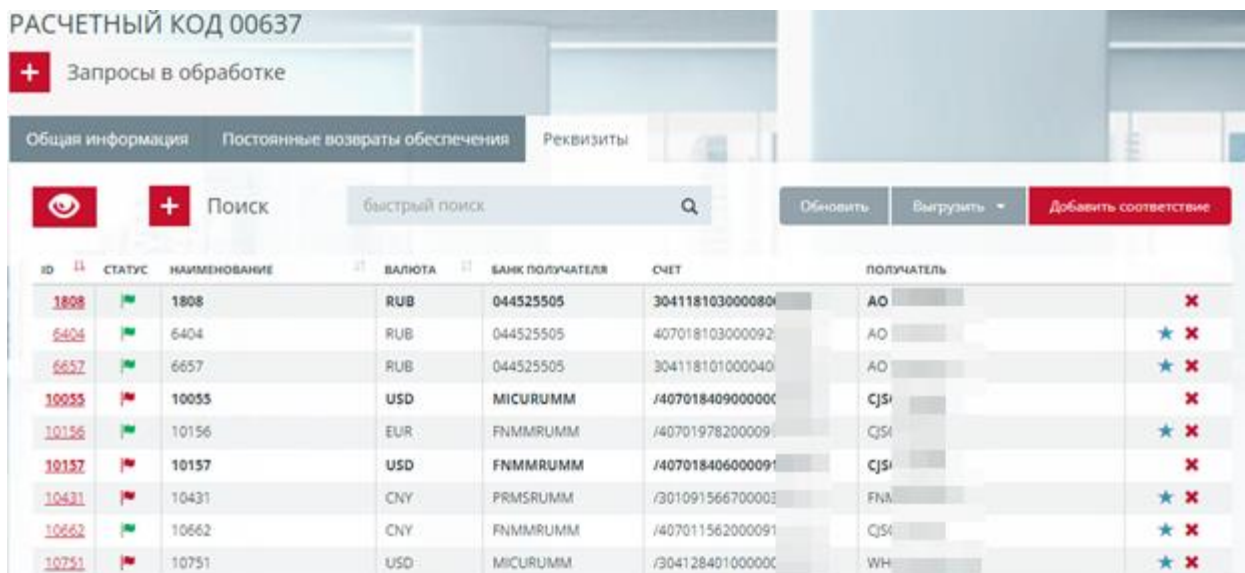 РАСЧЕТНЫЙ КОД 00637
+ Запросы в обработке
Общая информация Постоянные возвраты обеспечения Реквизиты
+ Поиск быстрый поиск Обновить Выгрузить Добавить соответствие
ID СТАТУС НАИМЕНОВАНИЕ ВАЛЮТА БАНК ПОЛУЧАТЕЛЯ СЧЕТ ПОЛУЧАТЕЛЬ
1808 1808 RUB 044525505 АО
6404 6404 RUB 044525505 АО
6657 6657 RUB 044525505 АО
10055 10055 USD MICURUMM
10156 10156 EUR FNMMRUMM
10157 10157 USD FNMMRUMM
10431 10431 CNY PRMSRUMM
10662 10662 CNY FNMMRUMM
10751 10751 USD MICURUMM